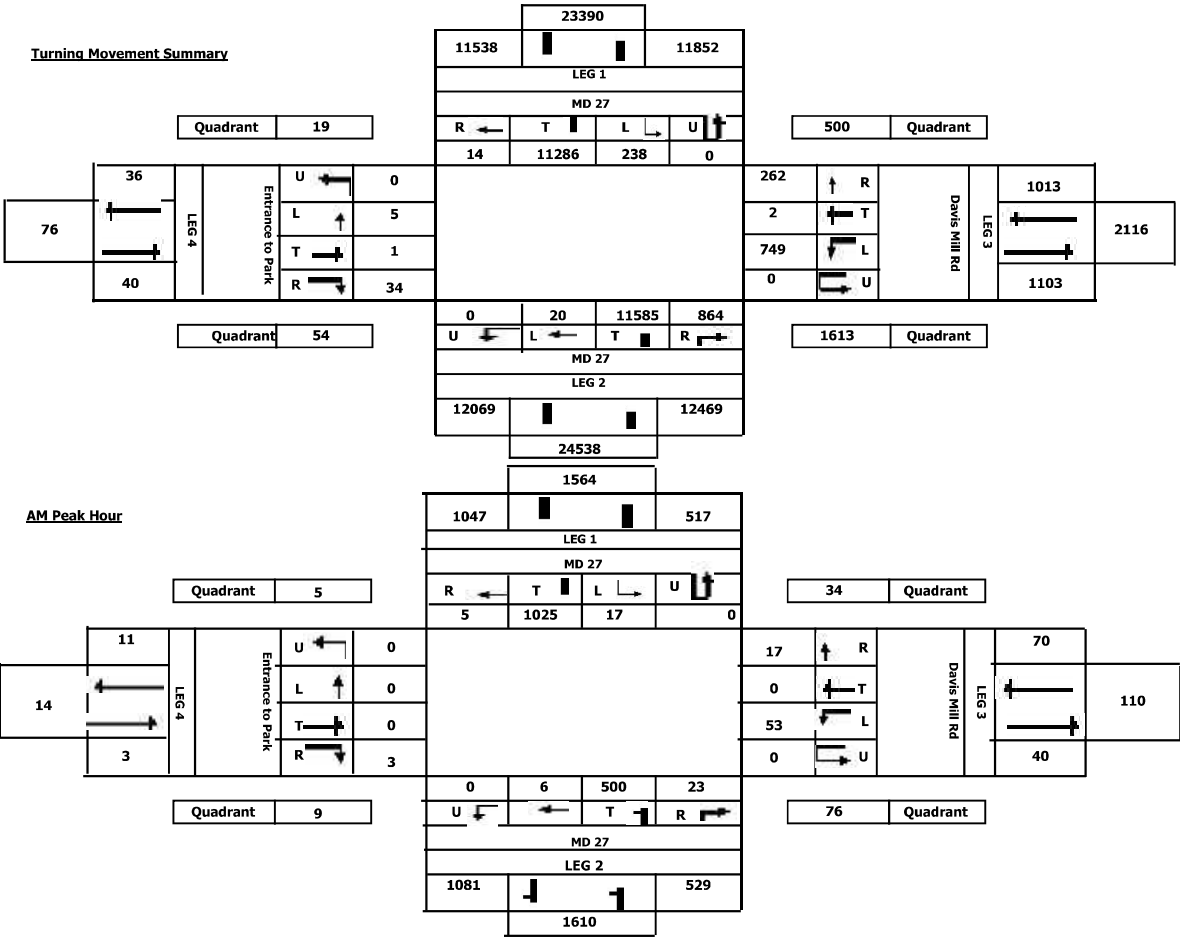 23390
11538 11852
Turning Movement Summary
LEG 1
MD 27
Quadrant 19
R T L U
500 Quadrant
14 11286 238 0
36
U 0
262 R
1013
L 5
2 T
76
LEG 4
Entrance to Park
T 1
749 L
Davis Mill Rd
LEG 3
2116
40
R 34
0 U
1103
0 20 11585 864
Quadrant 54
U L T R
1613 Quadrant
MD 27
LEG 2
12069 12469
24538
1564
AM Peak Hour
1047 517
LEG 1
MD 27
Quadrant 5
R T L U
34 Quadrant
5 1025 17 0
11
U 0
17 R
70
L 0
0 T
14
LEG 4
Entrance to Park
T 0
53 L
Davis Mill Rd
LEG 3
110
3
R 3
0 U
40
0 6 500 23
Quadrant 9
U T R
76 Quadrant
MD 27
LEG 2
1081 529
1610